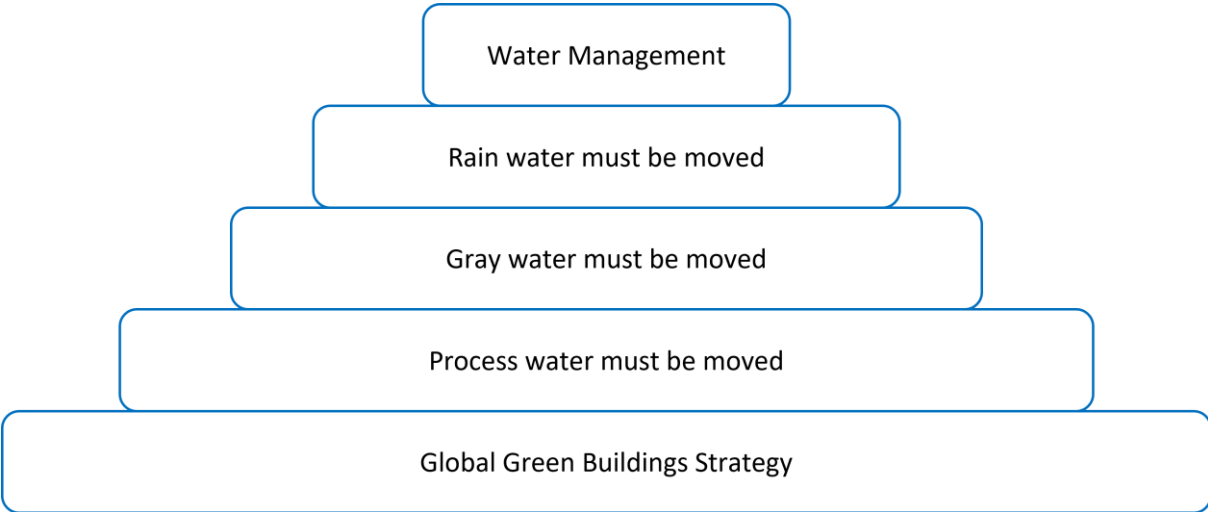 Water Management
Rain water must be moved
Gray water must be moved
Process water must be moved
Global Green Buildings Strategy